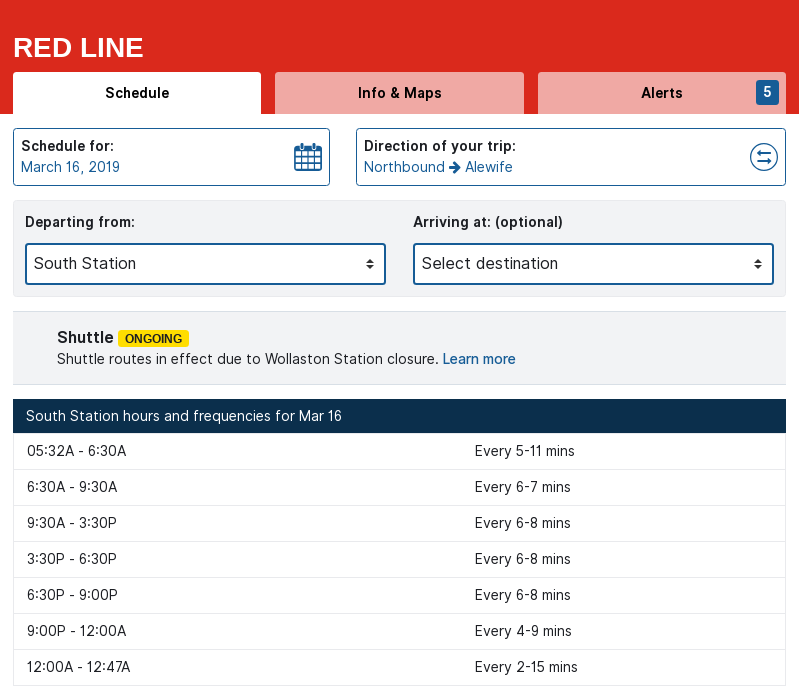 RED LINE
Schedule
Info & Maps
Alerts
5
Schedule for:
March 16, 2019
Direction of your trip:
Northbound → Alewife
Departing from:
Arriving at: (optional)
South Station
Select destination
Shuttle ONGOING
Shuttle routes in effect due to Wollaston Station closure. Learn more
South Station hours and frequencies for Mar 16
05:32A - 6:30A Every 5-11 mins
6:30A - 9:30A Every 6-7 mins
9:30A - 3:30P Every 6-8 mins
3:30P - 6:30P Every 6-8 mins
6:30P - 9:00P Every 6-8 mins
9:00P - 12:00A Every 4-9 mins
12:00A - 12:47A Every 2-15 mins